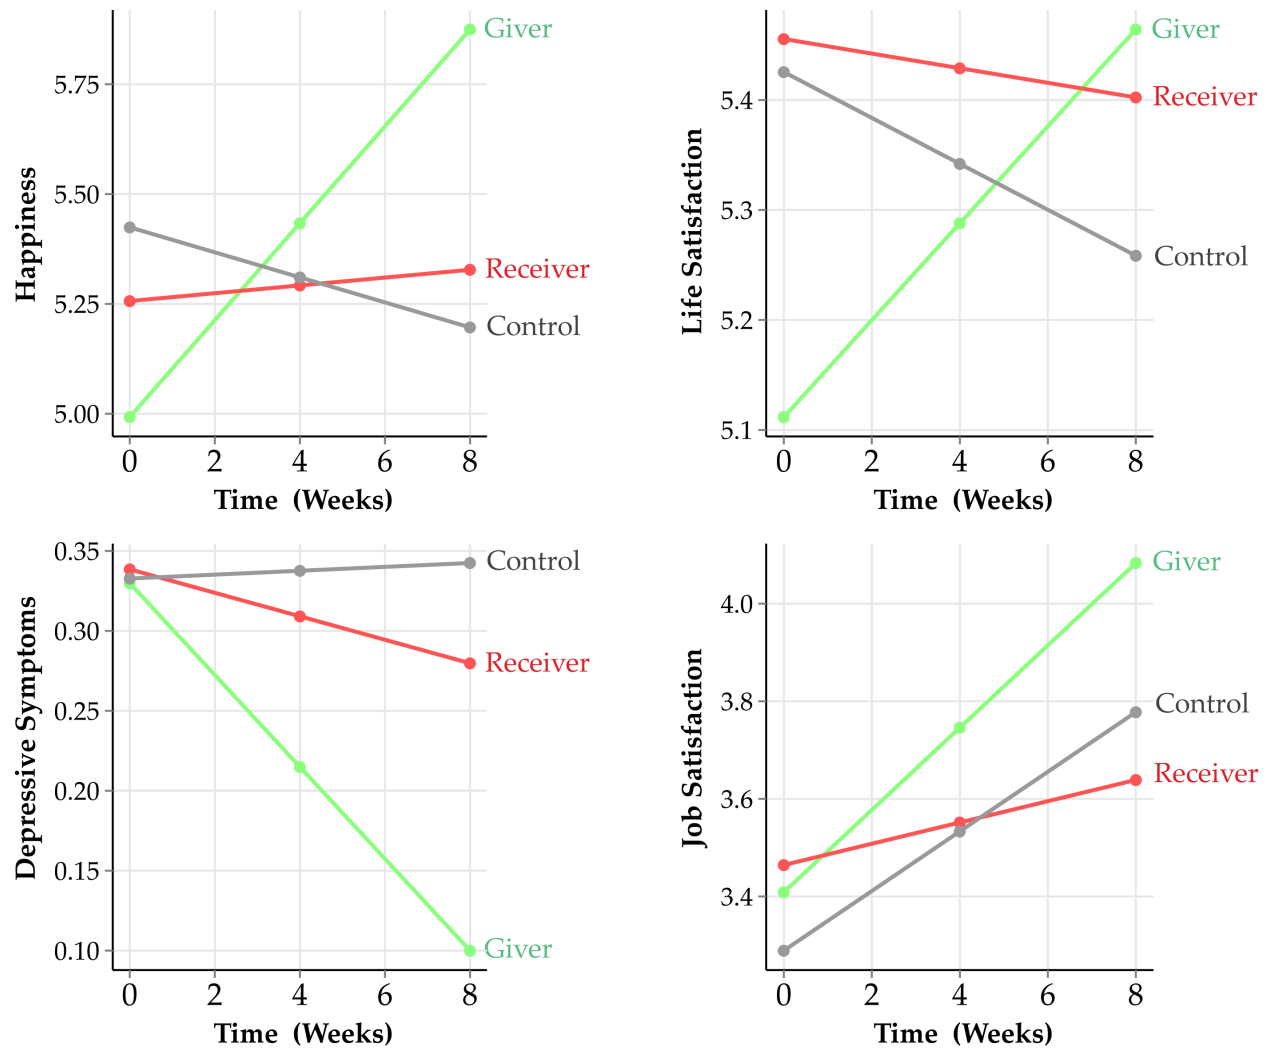 Happiness
5.75
5.50
5.25
5.00
Giver
Receiver
Control
0 2 4 6 8
Time (Weeks)
Life Satisfaction
5.4
5.3
5.2
5.1
Giver
Receiver
Control
0 2 4 6 8
Time (Weeks)
Depressive Symptoms
0.35
0.30
0.25
0.20
0.15
0.10
Control
Receiver
Giver
0 2 4 6 8
Time (Weeks)
Job Satisfaction
4.0
3.8
3.6
3.4
Giver
Control
Receiver
0 2 4 6 8
Time (Weeks)